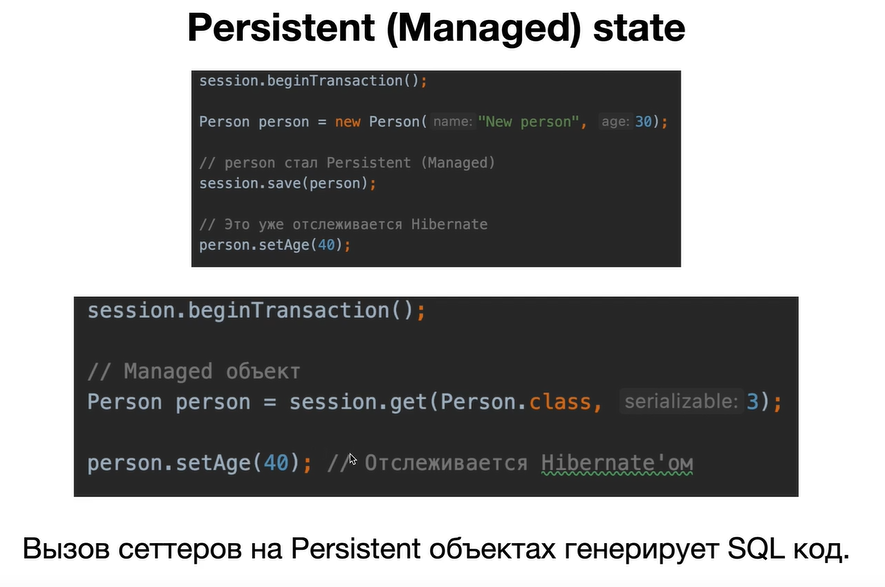 Persistent (Managed) state
session.beginTransaction();
Person person = new Person( name: "New person", age: 30);
// person стал Persistent (Managed)
session.save(person);
// Это уже отслеживается Hibernate
person.setAge(40);
session.beginTransaction();
// Managed объект
Person person = session.get(Person.class, serializable: 3);
person.setAge(40); // Отслеживается Hibernate'ом
Вызов сеттеров на Persistent объектах генерирует SQL код.